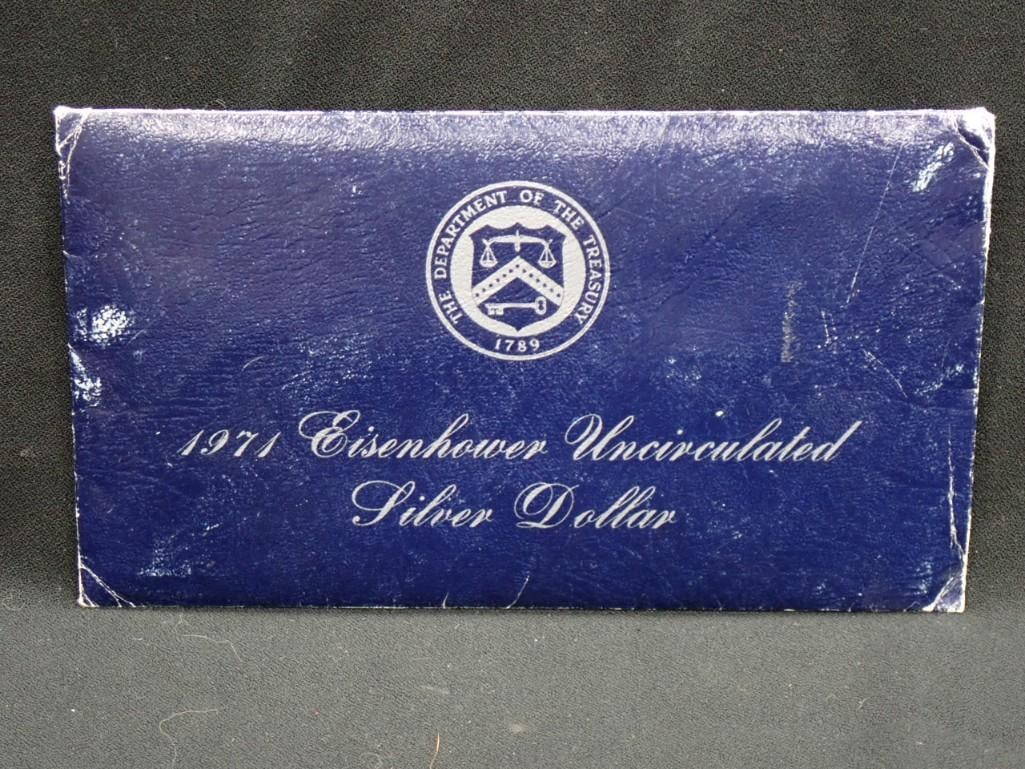 THE DEPARTMENT OF THE TREASURY
1789
1971 Eisenhower Uncirculated
Silver Dollar